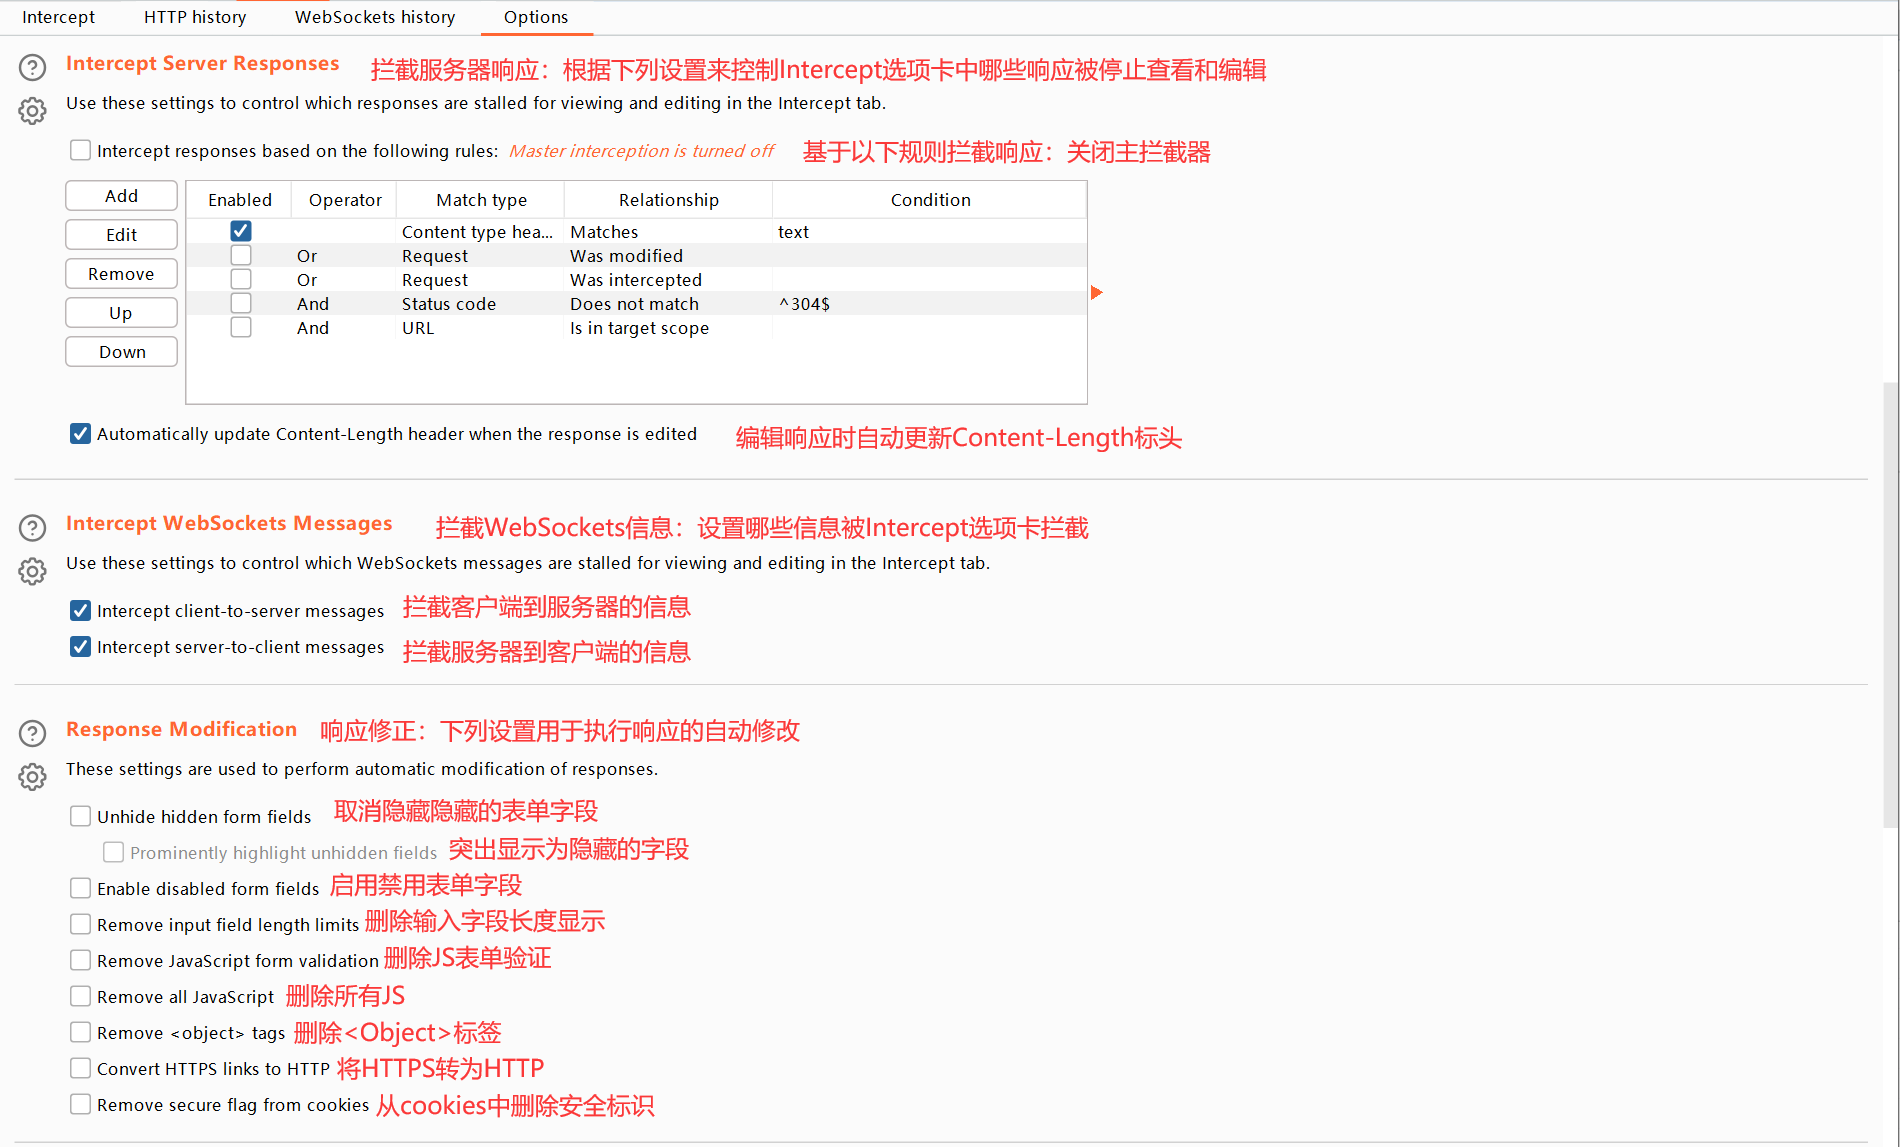 Intercept HTTP history WebSockets history Options
Intercept Server Responses 拦截服务器响应：根据下列设置来控制Intercept选项卡中哪些响应被停止查看和编辑
Use these settings to control which responses are stalled for viewing and editing in the Intercept tab.
Intercept responses based on the following rules: Master interception is turned off 基于以下规则拦截响应：关闭主拦截器
Add
Edit
Remove
Up
Down
Enabled Operator Match type Relationship Condition
Content type hea... Matches text
Or Request Was modified
Or Request Was intercepted
And Status code Does not match ^304$
And URL Is in target scope
Automatically update Content-Length header when the response is edited 编辑响应时自动更新Content-Length标头
Intercept WebSockets Messages 拦截WebSockets信息：设置哪些信息被Intercept选项卡拦截
Use these settings to control which WebSockets messages are stalled for viewing and editing in the Intercept tab.
Intercept client-to-server messages 拦截客户端到服务器的信息
Intercept server-to-client messages 拦截服务器到客户端的信息
Response Modification 响应修正：下列设置用于执行响应的自动修改
These settings are used to perform automatic modification of responses.
Unhide hidden form fields 取消隐藏隐藏的表单字段
Prominently highlight unhidden fields 突出显示为隐藏的字段
Enable disabled form fields 启用禁用表单字段
Remove input field length limits 删除输入字段长度显示
Remove JavaScript form validation 删除JS表单验证
Remove all JavaScript 删除所有JS
Remove <object> tags 删除<Object>标签
Convert HTTPS links to HTTP 将HTTPS转为HTTP
Remove secure flag from cookies 从cookies中删除安全标识